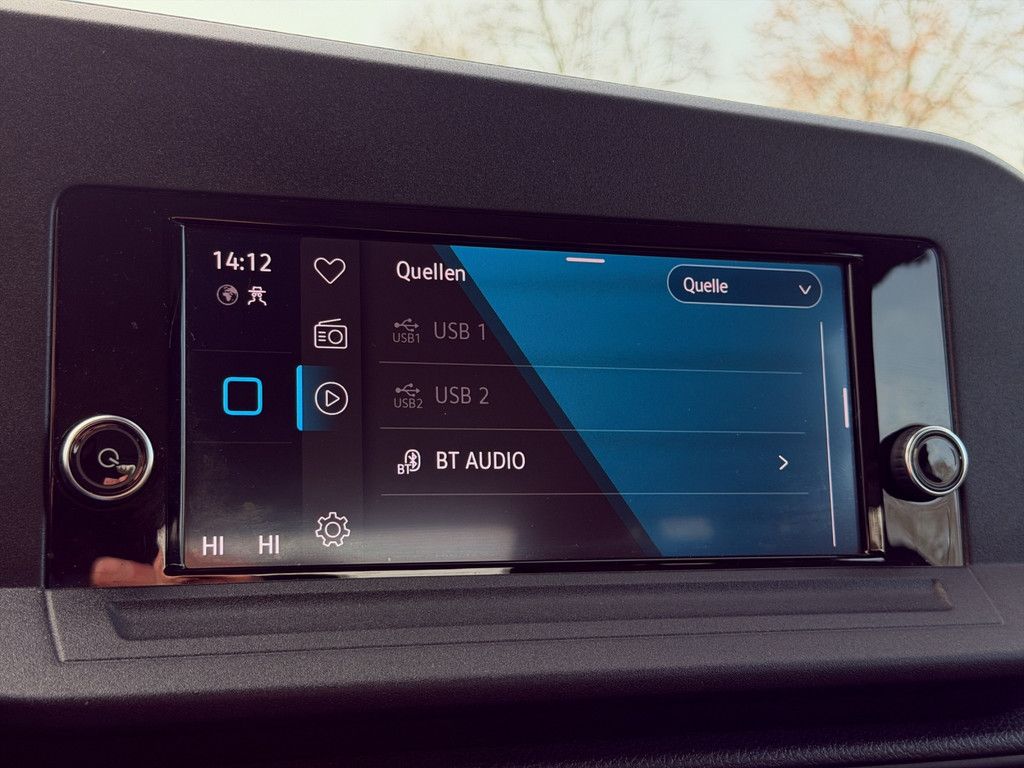 14:12
Quellen
Quelle
USB1 USB 1
USB2 USB 2
BT BT AUDIO
HI HI